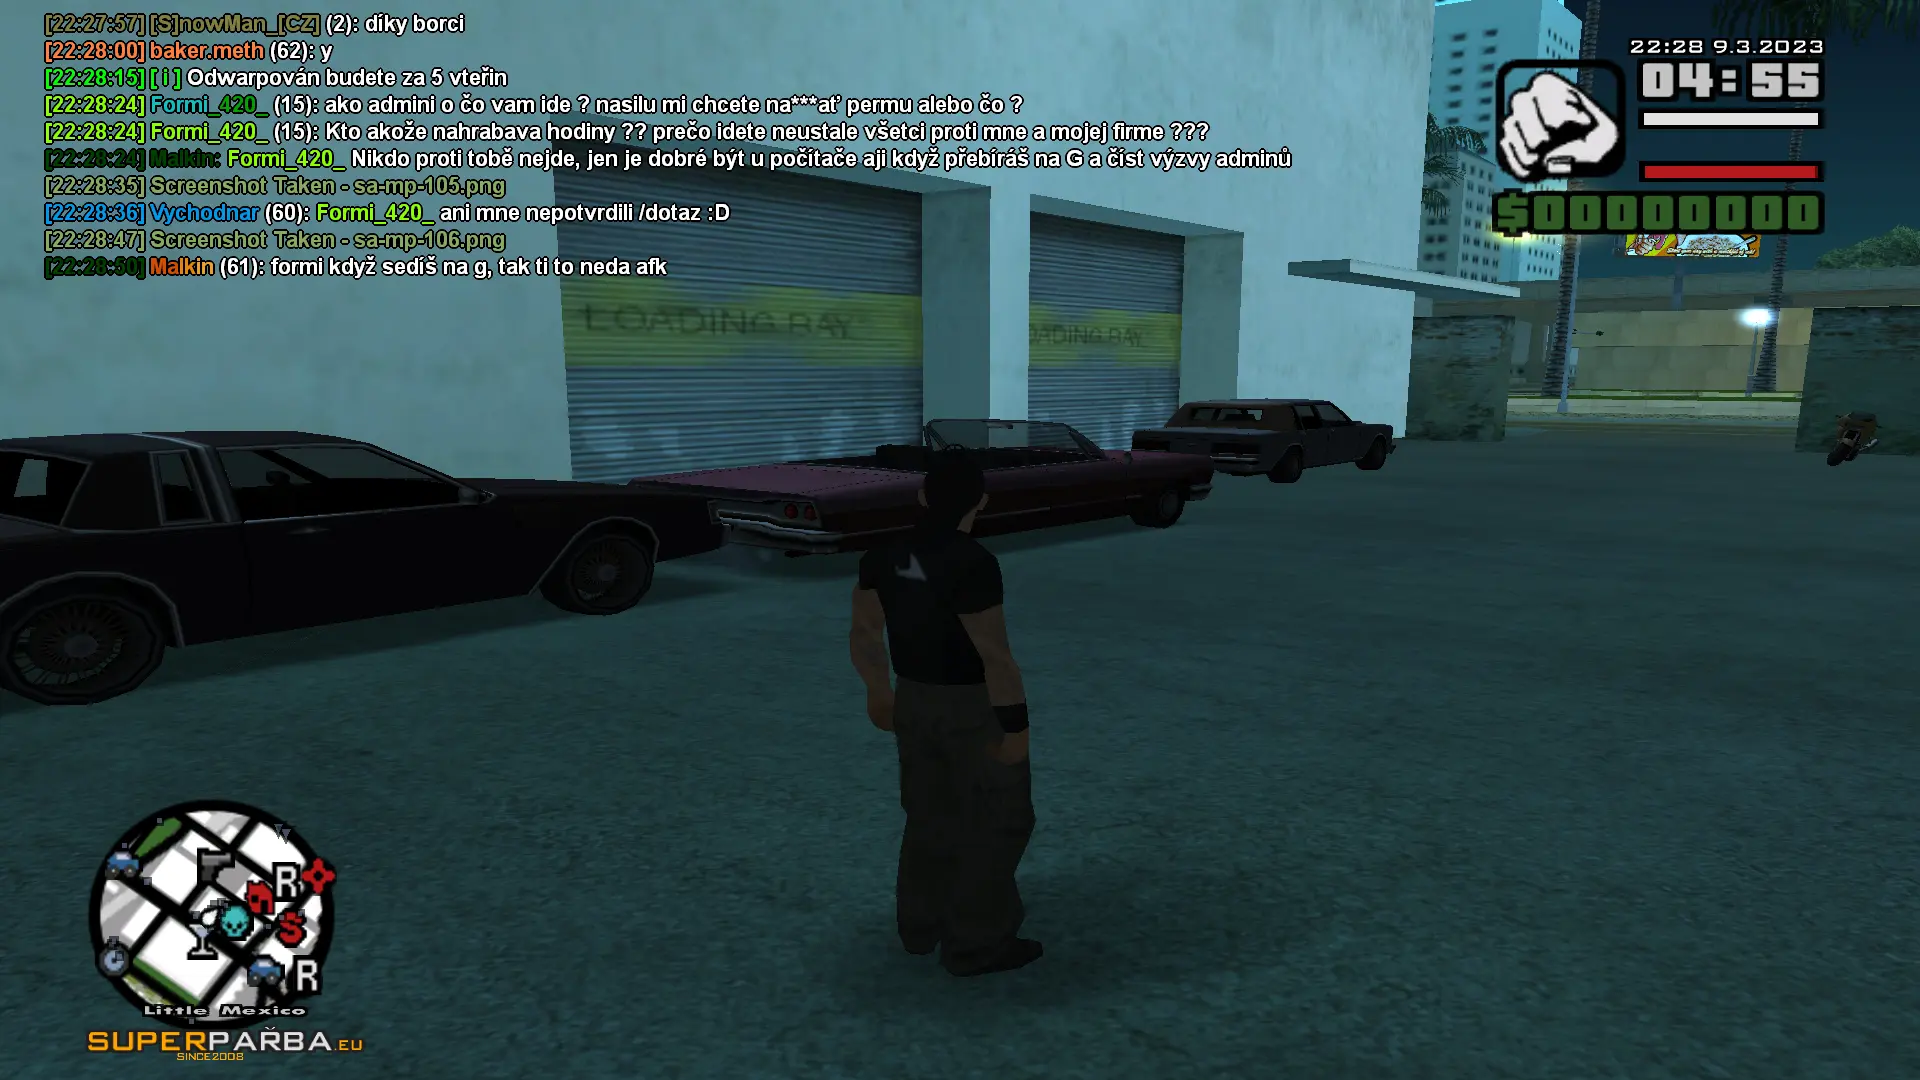 [22:27:57] [S]nowMan_[CZ] (2): díky borci
[22:28:00] baker.meth (62): y
[22:28:15] [ i ] Odwarpován budete za 5 vteřin
[22:28:24] Formi_420_ (15): ako admini o čo vam ide ? nasilu mi chcete na***ať permu alebo čo ?
[22:28:24] Formi_420_ (15): Kto akože nahrabava hodiny ?? prečo idete neustale všetci proti mne a mojej firme ???
[22:28:24] Malkin: Formi_420_ Nikdo proti tobě nejde, jen je dobré být u počítače aji když přebíráš na G a číst výzvy adminů
[22:28:35] Screenshot Taken - sa-mp-105.png
[22:28:36] Vychodnar (60): Formi_420_ ani mne nepotvrdili /dotaz :D
[22:28:47] Screenshot Taken - sa-mp-106.png
[22:28:50] Malkin (61): formi když sedíš na g, tak ti to neda afk
22:28 9.3.2023
04:55
$00000000
LOADING BAY
OADING BAY
R
S
R
Little Mexico
SUPERPAŘBA.EU
SINCE2008